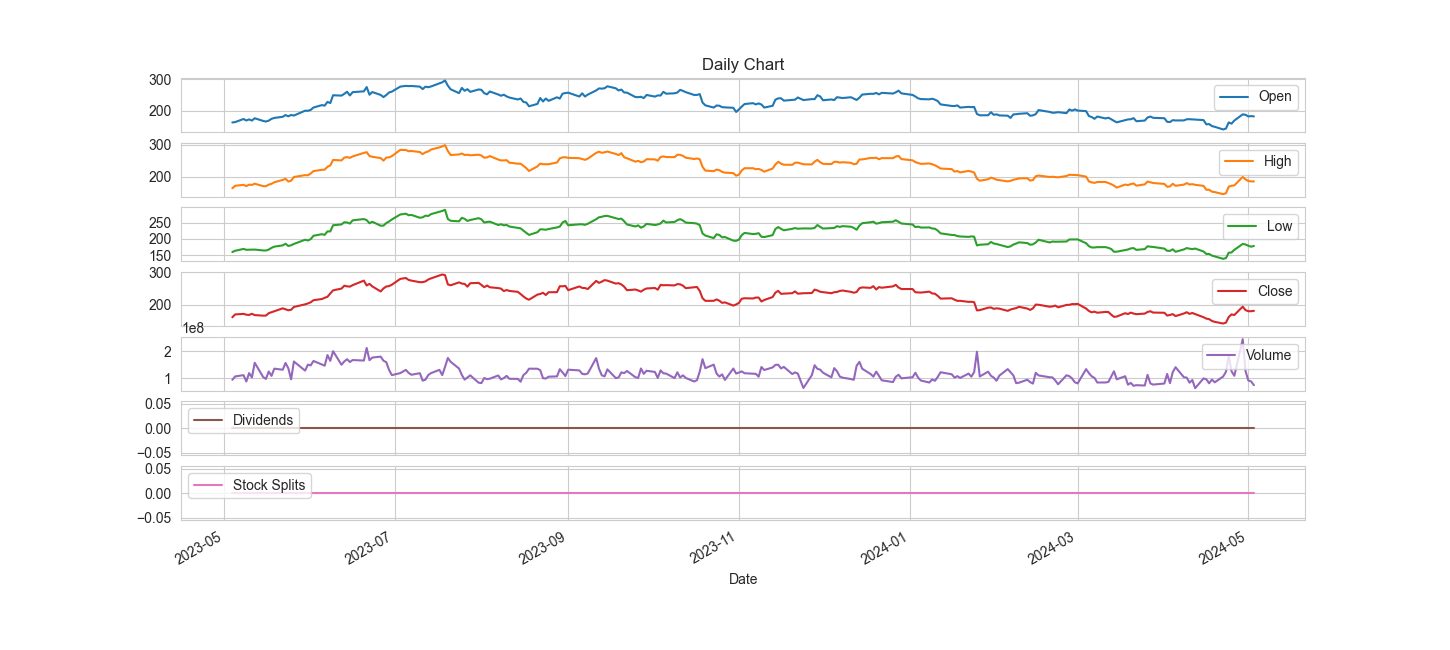 Daily Chart
300
200
Open
300
200
High
250
200
150
Low
300
200
Close
1e8
2
1
Volume
0.05
0.00
−0.05
Dividends
0.05
0.00
−0.05
Stock Splits
2023-05
2023-07
2023-09
2023-11
2024-01
2024-03
2024-05
Date